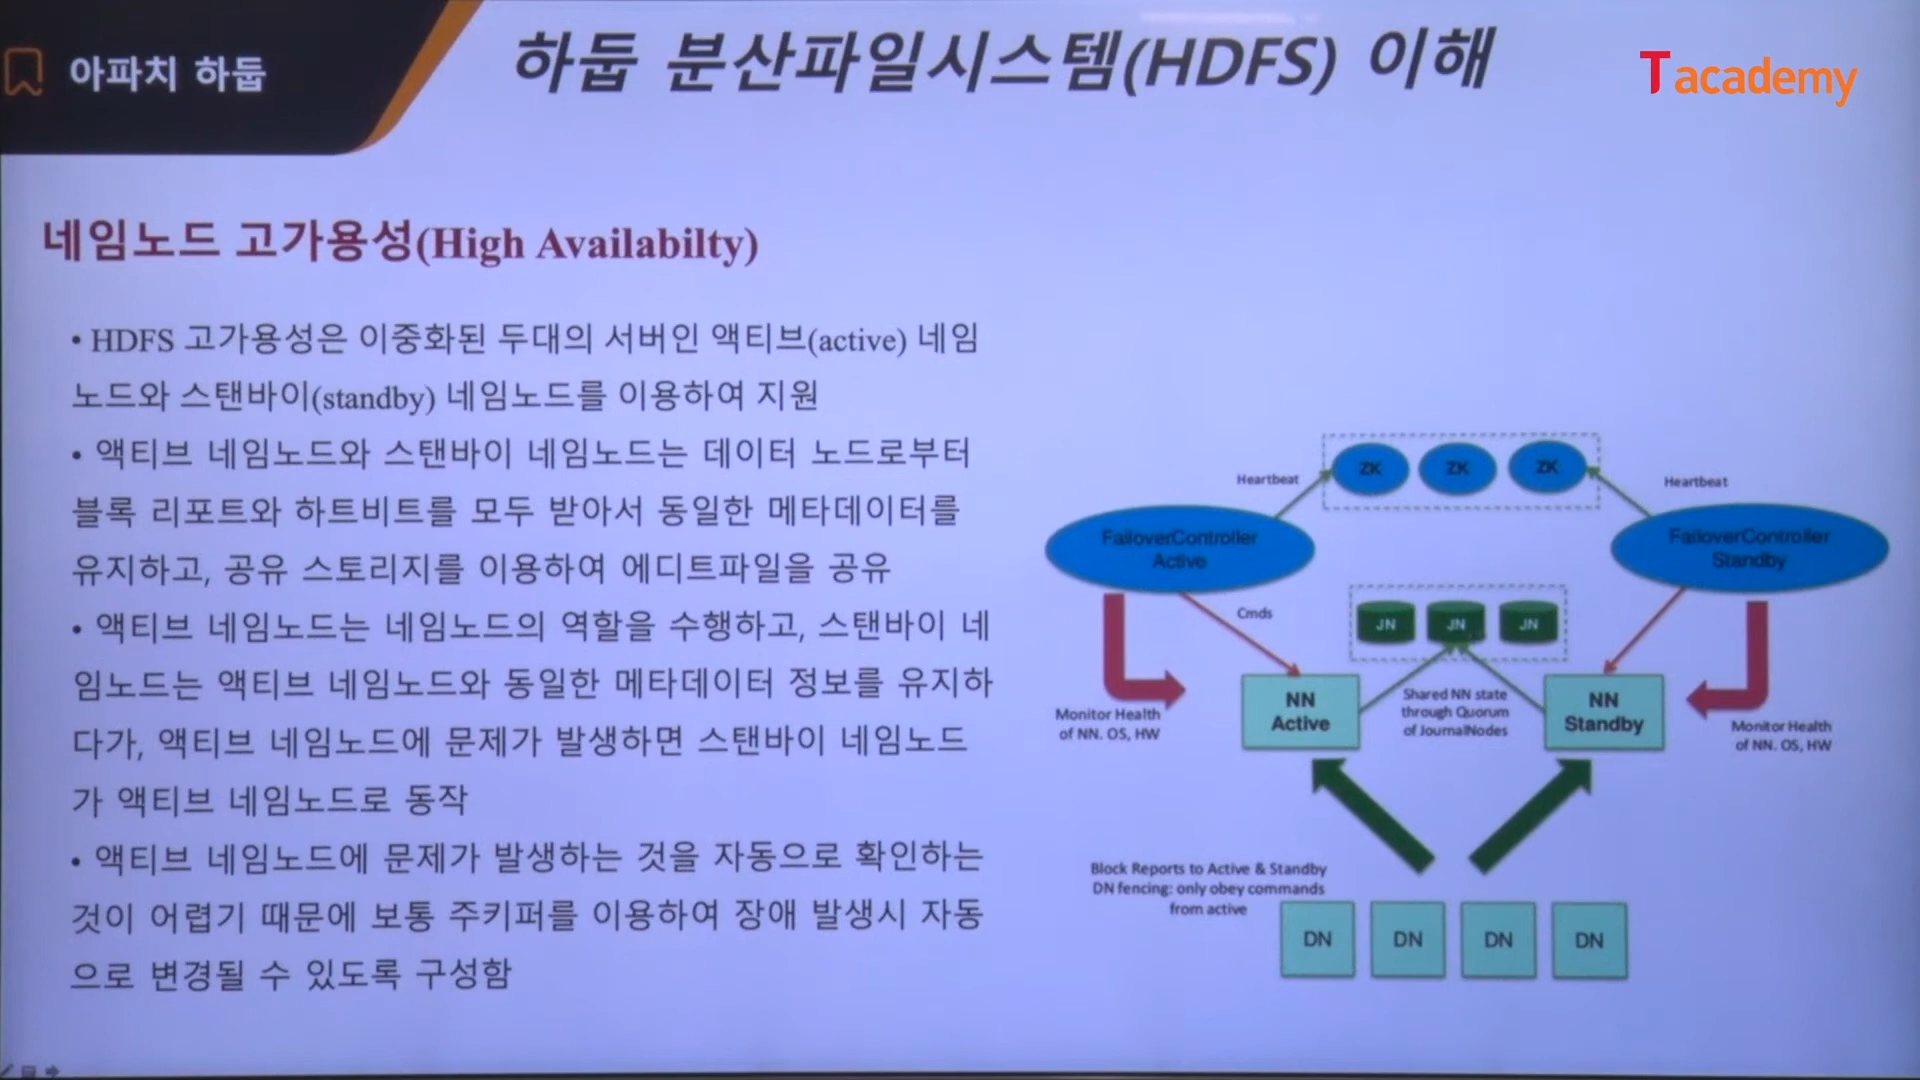 아파치 하둡
하둡 분산파일시스템(HDFS) 이해
T academy
네임노드 고가용성(High Availabilty)
• HDFS 고가용성은 이중화된 두대의 서버인 액티브(active) 네임
노드와 스탠바이(standby) 네임노드를 이용하여 지원
• 액티브 네임노드와 스탠바이 네임노드는 데이터 노드로부터
블록 리포트와 하트비트를 모두 받아서 동일한 메타데이터를
유지하고, 공유 스토리지를 이용하여 에디트파일을 공유
• 액티브 네임노드는 네임노드의 역할을 수행하고, 스탠바이 네
임노드는 액티브 네임노드와 동일한 메타데이터 정보를 유지하
다가, 액티브 네임노드에 문제가 발생하면 스탠바이 네임노드
가 액티브 네임노드로 동작
• 액티브 네임노드에 문제가 발생하는 것을 자동으로 확인하는
것이 어렵기 때문에 보통 주키퍼를 이용하여 장애 발생시 자동
으로 변경될 수 있도록 구성함
ZK ZK ZK
Heartbeat
Heartbeat
FailoverController
Active
FailoverController
Standby
Cmds
JN JN JN
NN
Active
Shared NN state
through Quorum
of JournalNodes
NN
Standby
Monitor Health
of NN. OS, HW
Monitor Health
of NN. OS, HW
Block Reports to Active & Standby
DN fencing: only obey commands
from active
DN DN DN DN